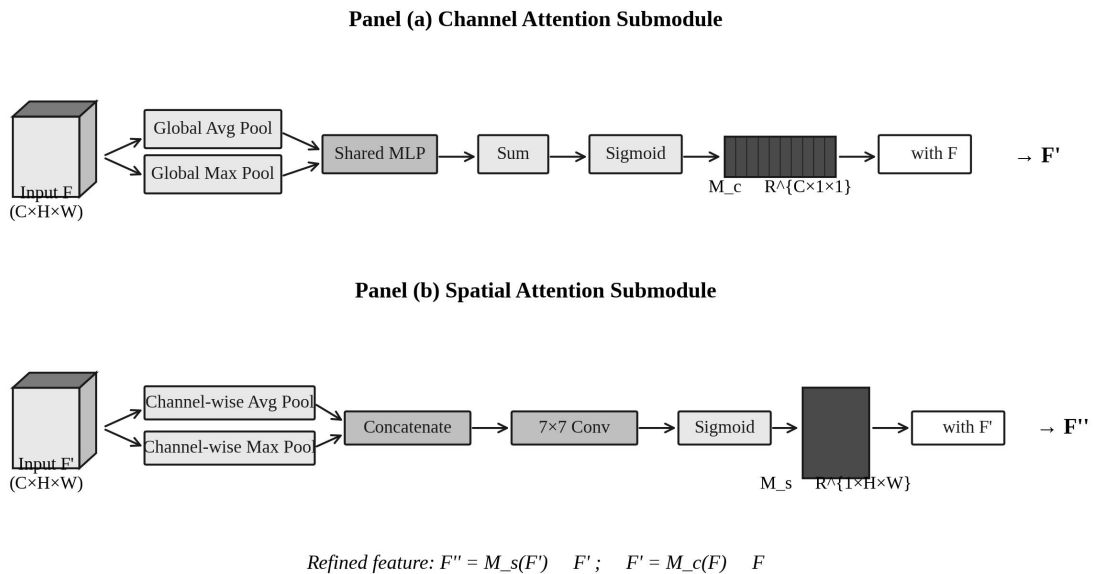 Panel (a) Channel Attention Submodule
Global Avg Pool
Global Max Pool
Shared MLP
Sum
Sigmoid
with F
→ F'
Input F
(C×H×W)
M_c R^{C×1×1}
Panel (b) Spatial Attention Submodule
Channel-wise Avg Pool
Channel-wise Max Pool
Concatenate
7×7 Conv
Sigmoid
with F'
→ F''
Input F'
(C×H×W)
M_s R^{1×H×W}
Refined feature: F'' = M_s(F') F' ; F' = M_c(F) F